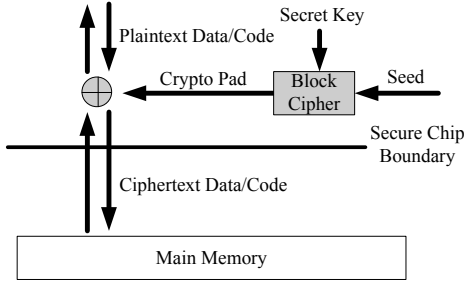 Secret Key
Plaintext Data/Code
Crypto Pad
Block
Cipher
Seed
Secure Chip
Boundary
Ciphertext Data/Code
Main Memory